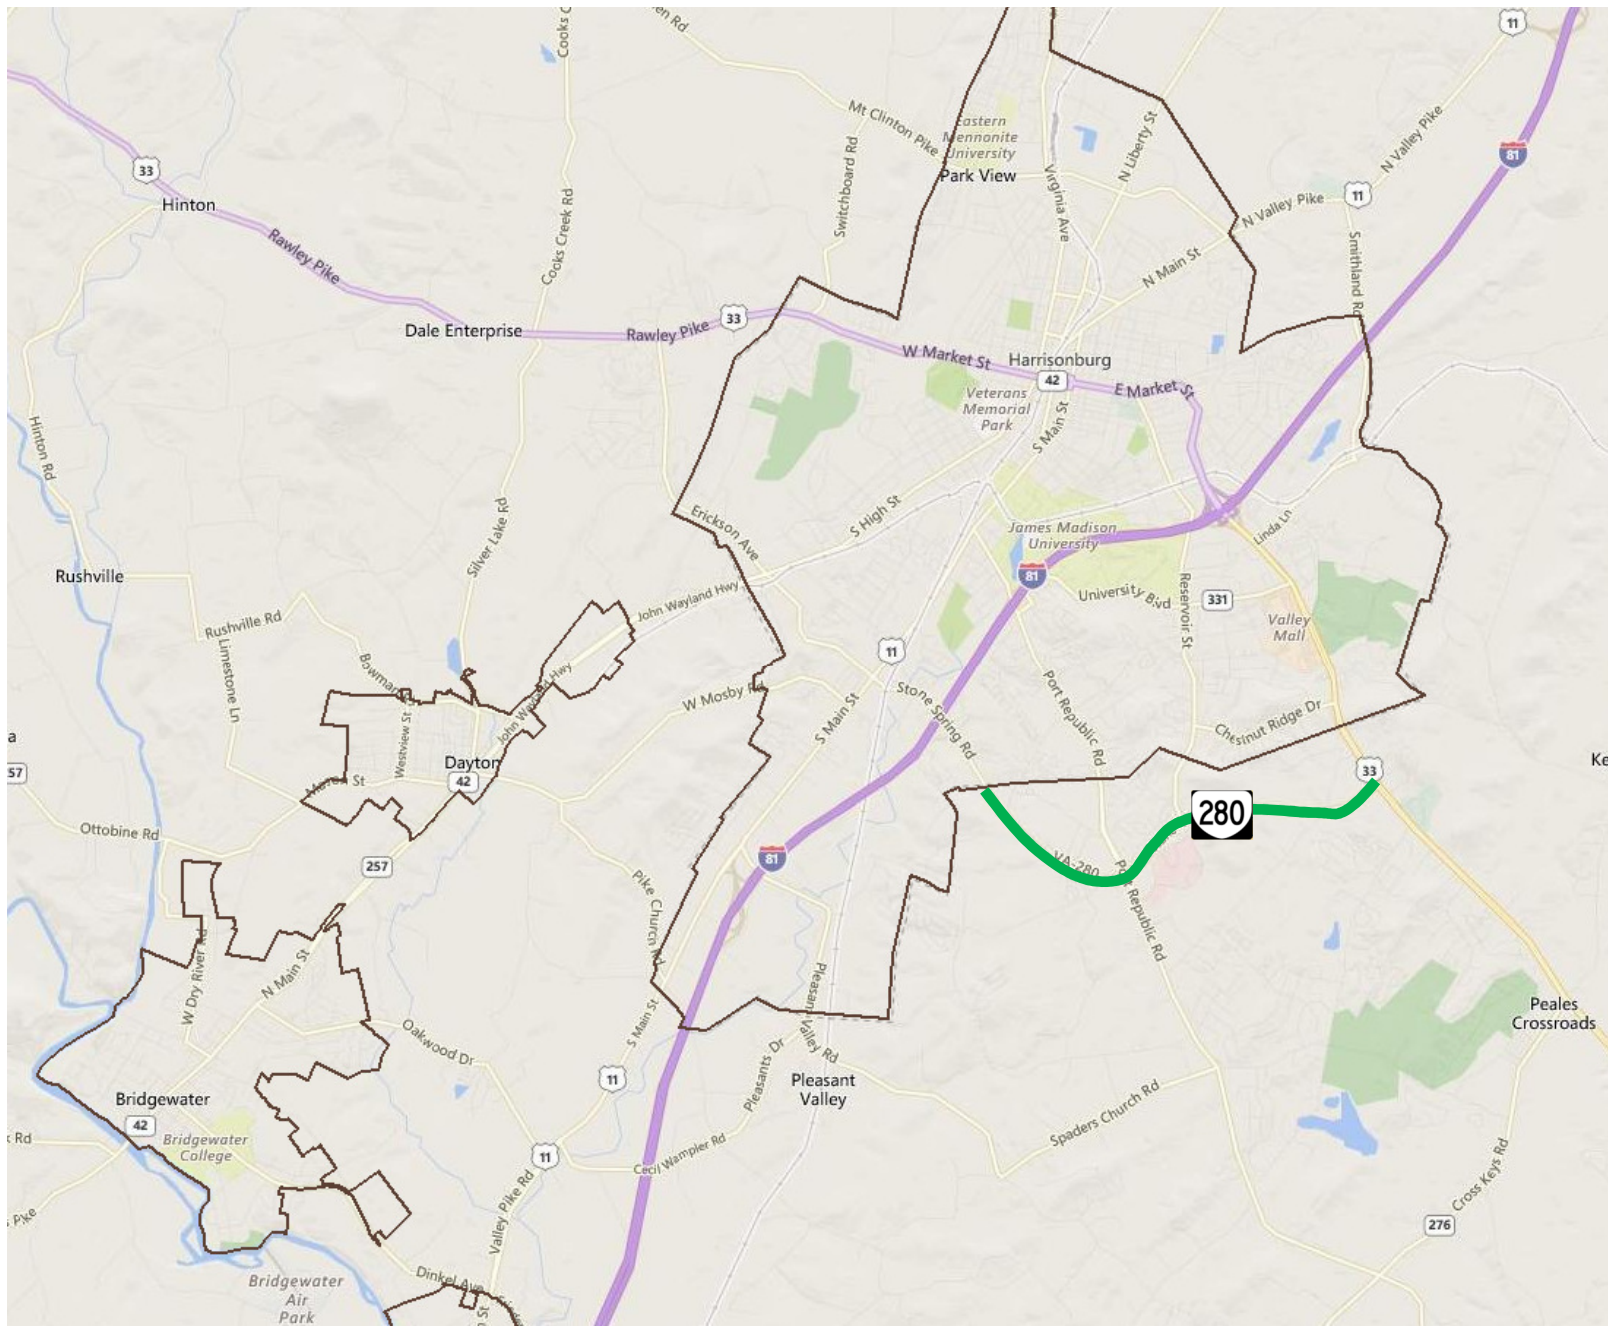 11
Cooks C
en Rd
Mt Clinton Pike
Eastern
Mennonite
University
Park View
N Liberty St
N Valley Pike
81
33
Hinton
Switchboard Rd
Virginia Ave
11
N Valley Pike
Rawley Pike
Cooks Creek Rd
N Main St
Smithland Rd
Dale Enterprise
Rawley Pike
33
W Market St
Harrisonburg
42
E Market St
Veterans
Memorial
Park
S Main St
Hinton Rd
Silver Lake Rd
Erickson Ave
S High St
James Madison
University
Linda Ln
Rushville
81
John Wayland Hwy
University Blvd
Reservoir St
331
Valley
Mall
Rushville Rd
Limestone Ln
11
W Mosby Rd
Stone Spring Rd
Port Republic Rd
Westview St
John Wayland Hwy
S Main St
Chestnut Ridge Dr
a
57
Dayton
42
33
Ke
280
Ottobine Rd
257
81
VA-280
Port Republic Rd
Pike Church Rd
W Dry River Rd
N Main St
Pleasant Valley Rd
S Main St
Oakwood Dr
Peales
Crossroads
11
Pleasants Dr
Pleasant
Valley
Bridgewater
42
Bridgewater
College
k Rd
11
Cecil Wampler Rd
Spaders Church Rd
Cross Keys Rd
Valley Pike Rd
276
s Pke
Bridgewater
Air
Park
Dinkel Ave